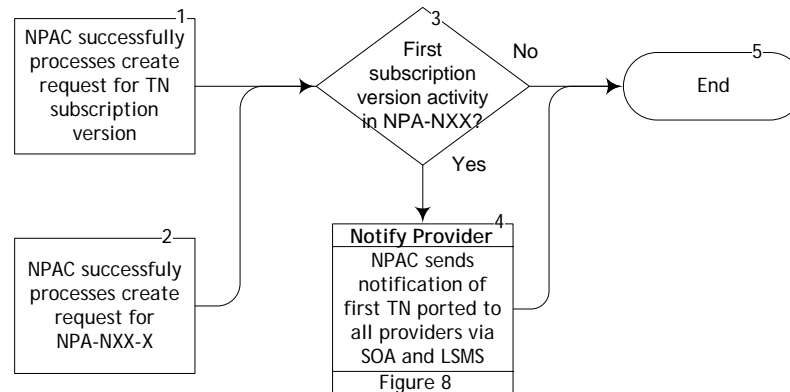 1
NPAC successfully
processes create
request for TN
subscription
version
2
NPAC successfuly
processes create
request for
NPA-NXX-X
3
First
subscription
version activity
in NPA-NXX?
No
Yes
4
Notify Provider
NPAC sends
notification of
first TN ported to
all providers via
SOA and LSMS
Figure 8
5
End